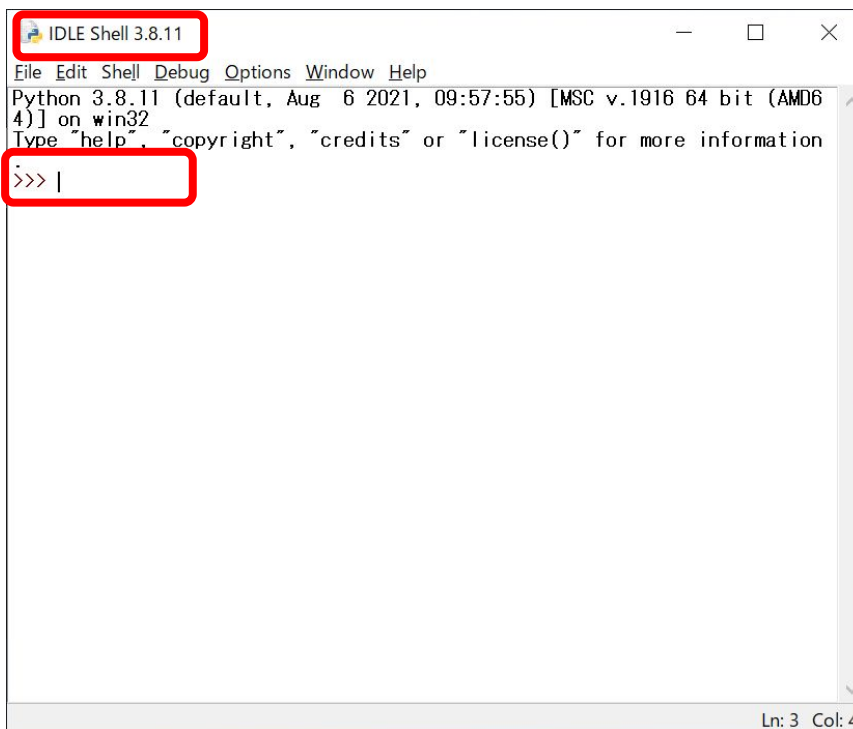 IDLE Shell 3.8.11
File Edit Shell Debug Options Window Help
Python 3.8.11 (default, Aug  6 2021, 09:57:55) [MSC v.1916 64 bit (AMD6
4)] on win32
Type "help", "copyright", "credits" or "license()" for more information
.
>>>
Ln: 3 Col: 4